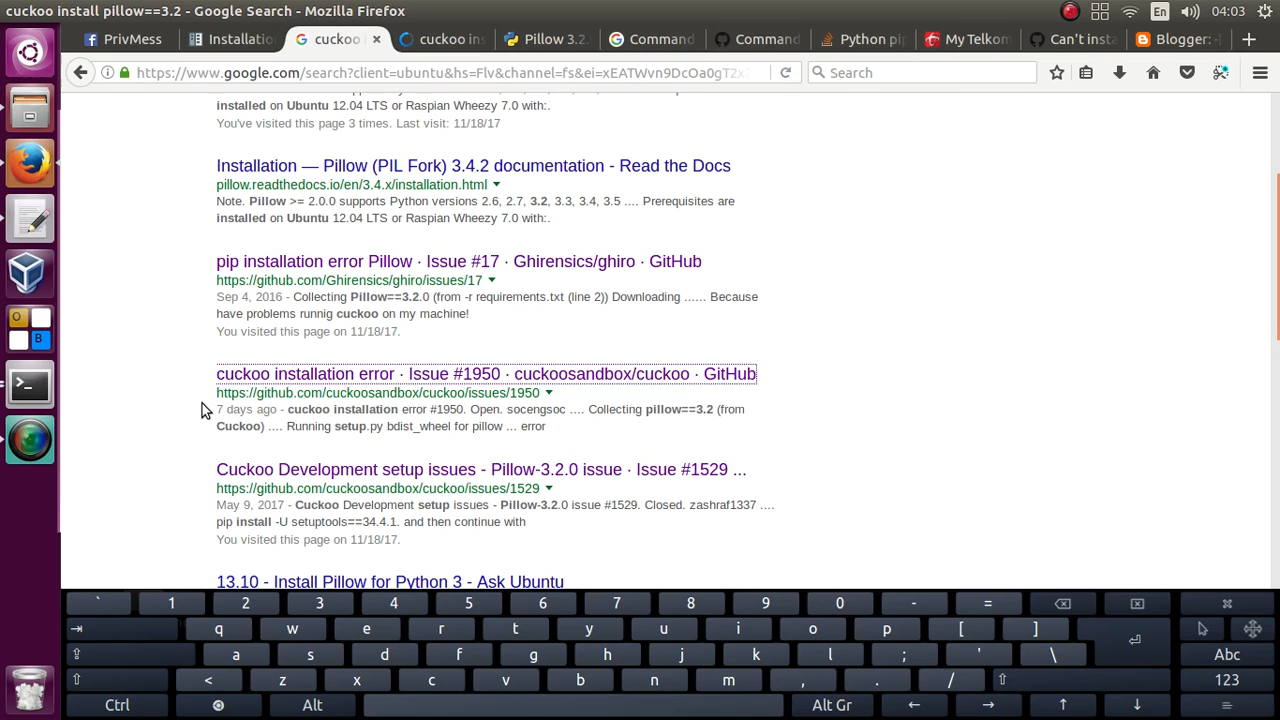 cuckoo install pillow==3.2 - Google Search - Mozilla Firefox
En
04:03
PrivMess
Installatio
cuckoo
cuckoo ins
Pillow 3.2.
Command
Command
Python pip
My Telkom
Can't insta
Blogger: -
https://www.google.com/search?client=ubuntu&hs=Flv&channel=fs&ei=xEATWvn9DcOa0gT2x
Search
installed on Ubuntu 12.04 LTS or Raspian Wheezy 7.0 with:.
You've visited this page 3 times. Last visit: 11/18/17
Installation — Pillow (PIL Fork) 3.4.2 documentation - Read the Docs
pillow.readthedocs.io/en/3.4.x/installation.html
Note. Pillow >= 2.0.0 supports Python versions 2.6, 2.7, 3.2, 3.3, 3.4, 3.5 .... Prerequisites are
installed on Ubuntu 12.04 LTS or Raspian Wheezy 7.0 with:.
pip installation error Pillow · Issue #17 · Ghirensics/ghiro · GitHub
https://github.com/Ghirensics/ghiro/issues/17
Sep 4, 2016 - Collecting Pillow==3.2.0 (from -r requirements.txt (line 2)) Downloading ...... Because
have problems runnig cuckoo on my machine!
You visited this page on 11/18/17.
cuckoo installation error · Issue #1950 · cuckoosandbox/cuckoo · GitHub
https://github.com/cuckoosandbox/cuckoo/issues/1950
7 days ago - cuckoo installation error #1950. Open. socengsoc .... Collecting pillow==3.2 (from
Cuckoo) .... Running setup.py bdist_wheel for pillow ... error
Cuckoo Development setup issues - Pillow-3.2.0 issue · Issue #1529 ...
https://github.com/cuckoosandbox/cuckoo/issues/1529
May 9, 2017 - Cuckoo Development setup issues - Pillow-3.2.0 issue #1529. Closed. zashraf1337 ....
pip install -U setuptools==34.4.1. and then continue with
You visited this page on 11/18/17.
13.10 - Install Pillow for Python 3 - Ask Ubuntu
` 1 2 3 4 5 6 7 8 9 0 - =
q w e r t y u i o p [ ]
a s d f g h j k l ; ' \ Abc
< z x c v b n m , . / 123
Ctrl Alt Alt Gr